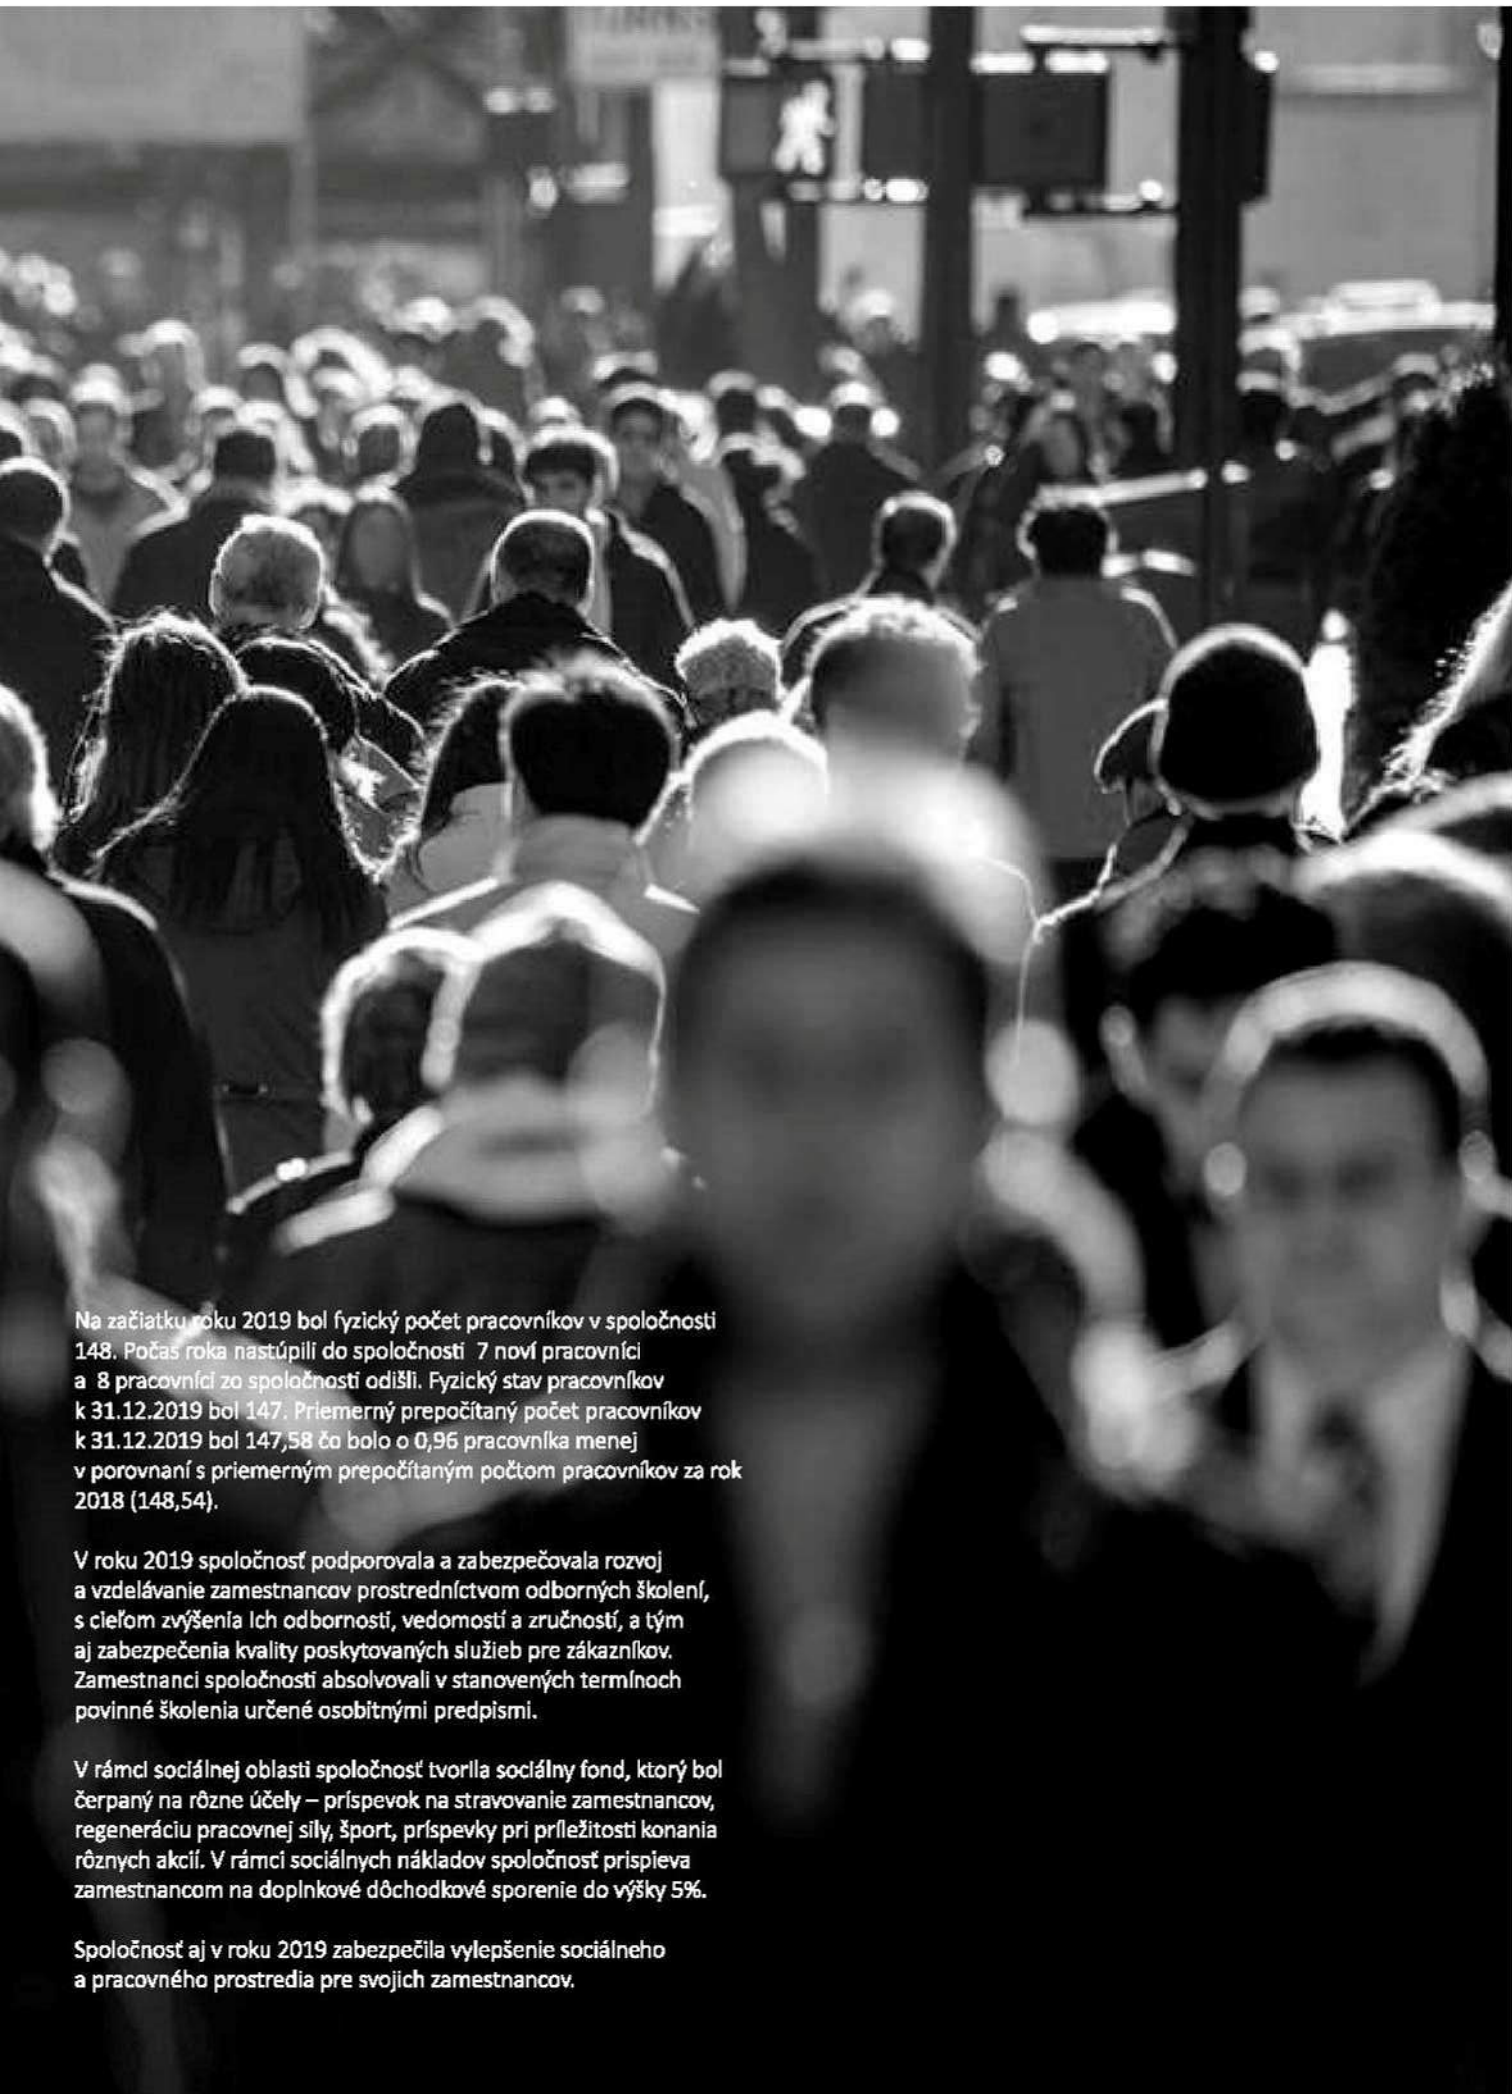 Na začiatku roku 2019 bol fyzický počet pracovníkov v spoločnosti
148. Počas roka nastúpili do spoločnosti 7 noví pracovníci
a 8 pracovníci zo spoločnosti odišli. Fyzický stav pracovníkov
k 31.12.2019 bol 147. Priemerný prepočítaný počet pracovníkov
k 31.12.2019 bol 147,58 čo bolo o 0,96 pracovníka menej
v porovnaní s priemerným prepočítaným počtom pracovníkov za rok
2018 (148,54).
V roku 2019 spoločnosť podporovala a zabezpečovala rozvoj
a vzdelávanie zamestnancov prostredníctvom odborných školení,
s cieľom zvýšenia ich odbornosti, vedomostí a zručností, a tým
aj zabezpečenia kvality poskytovaných služieb pre zákazníkov.
Zamestnanci spoločnosti absolvovali v stanovených termínoch
povinné školenia určené osobitnými predpismi.
V rámci sociálnej oblasti spoločnosť tvorila sociálny fond, ktorý bol
čerpaný na rôzne účely – príspevok na stravovanie zamestnancov,
regeneráciu pracovnej sily, šport, príspevky pri príležitosti konania
rôznych akcií. V rámci sociálnych nákladov spoločnosť prispieva
zamestnancom na doplnkové dôchodkové sporenie do výšky 5%.
Spoločnosť aj v roku 2019 zabezpečila vylepšenie sociálneho
a pracovného prostredia pre svojich zamestnancov.